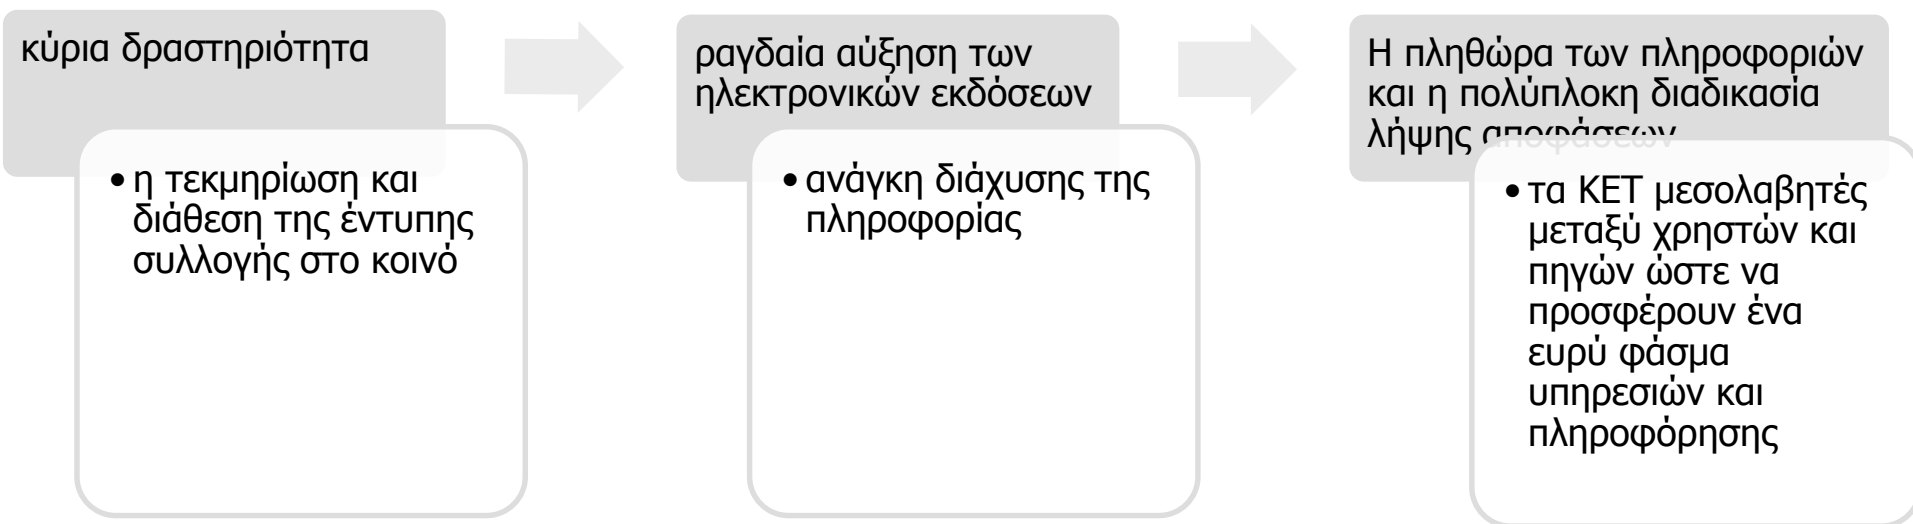 κύρια δραστηριότητα
• η τεκμηρίωση και
διάθεση της έντυπης
συλλογής στο κοινό
ραγδαία αύξηση των
ηλεκτρονικών εκδόσεων
• ανάγκη διάχυσης της
πληροφορίας
Η πληθώρα των πληροφοριών
και η πολύπλοκη διαδικασία
λήψης αποφάσεων
• τα ΚΕΤ μεσολαβητές
μεταξύ χρηστών και
πηγών ώστε να
προσφέρουν ένα
ευρύ φάσμα
υπηρεσιών και
πληροφόρησης